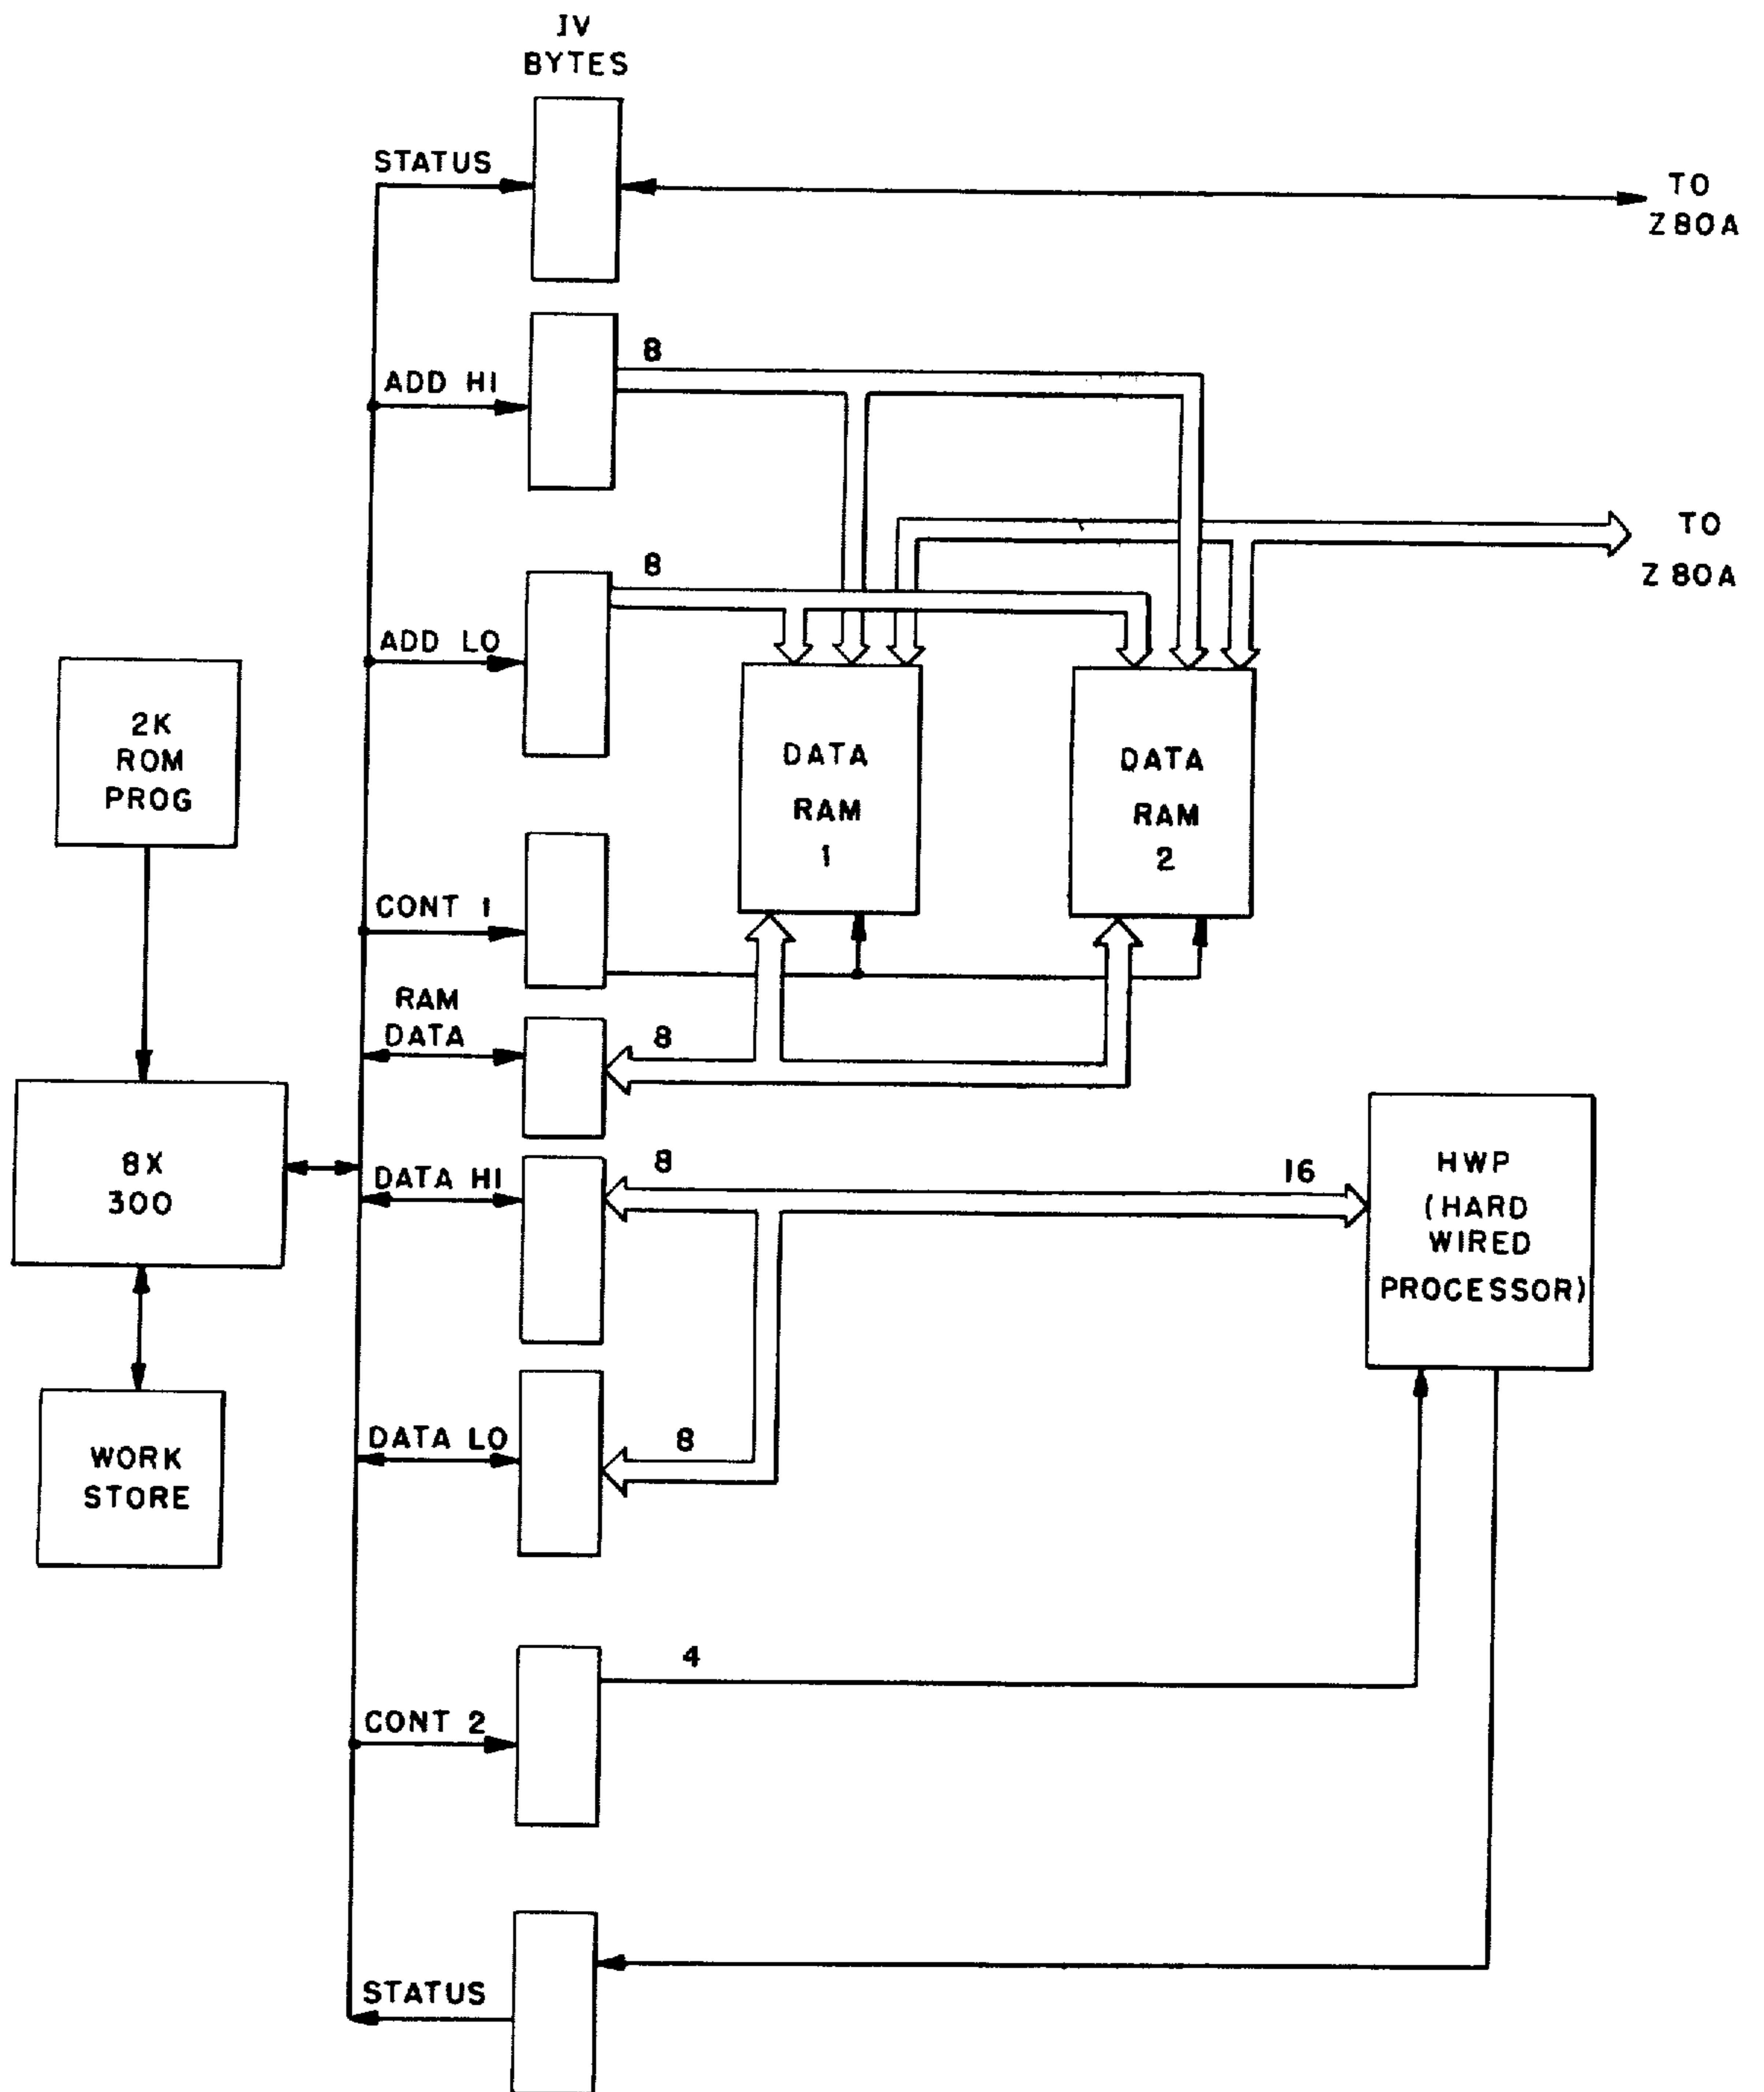 IV
BYTES
STATUS
TO
Z80A
8
ADD HI
TO
Z80A
8
ADD LO
2K
ROM
PROG
DATA
RAM
1
DATA
RAM
2
CONT 1
RAM
DATA
8
8X
300
DATA HI
8
16
HWP
(HARD
WIRED
PROCESSOR)
DATA LO
8
WORK
STORE
4
CONT 2
STATUS